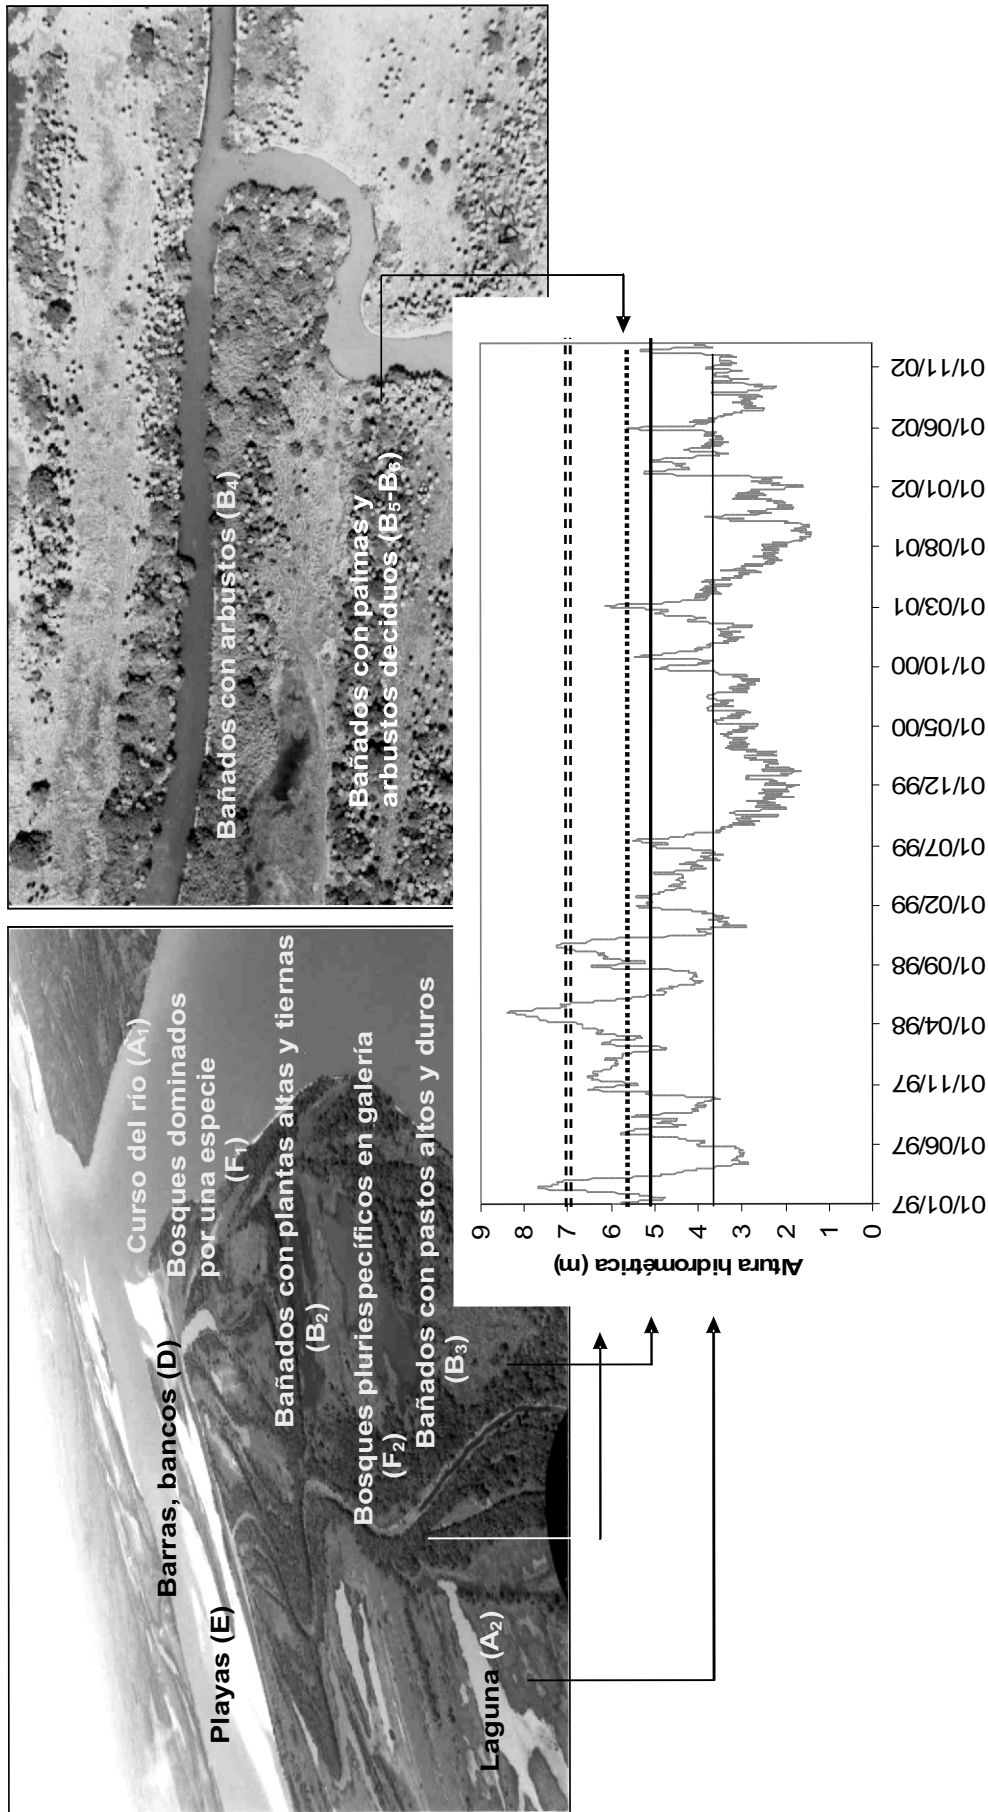 Curso del río (A1)
Bosques dominados
por una especie
(F1)
Barras, bancos (D)
Playas (E)
Bañados con plantas altas y tiernas
(B2)
Bosques pluriespecíficos en galería
(F2)
Bañados con pastos altos y duros
(B3)
Laguna (A2)
Bañados con arbustos (B4)
Bañados con palmas y
arbustos deciduos (B5-B6)
Altura hidrométrica (m)
9
8
7
6
5
4
3
2
1
0
01/01/97
01/06/97
01/11/97
01/04/98
01/09/98
01/02/99
01/07/99
01/12/99
01/05/00
01/10/00
01/03/01
01/08/01
01/01/02
01/06/02
01/11/02